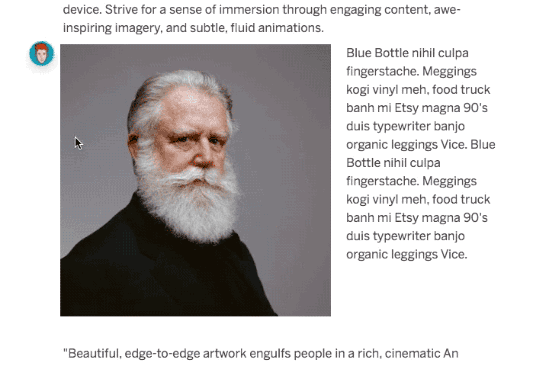 device. Strive for a sense of immersion through engaging content, awe-
inspiring imagery, and subtle, fluid animations.
Blue Bottle nihil culpa
fingerstache. Meggings
kogi vinyl meh, food truck
banh mi Etsy magna 90's
duis typewriter banjo
organic leggings Vice. Blue
Bottle nihil culpa
fingerstache. Meggings
kogi vinyl meh, food truck
banh mi Etsy magna 90's
duis typewriter banjo
organic leggings Vice.
"Beautiful, edge-to-edge artwork engulfs people in a rich, cinematic An